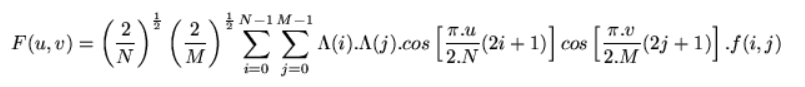 F(u, v) = (2/N)^{1/2} (2/M)^{1/2} \sum_{i=0}^{N-1} \sum_{j=0}^{M-1} Λ(i).Λ(j).cos [π.u/2.N (2i + 1)] cos [π.v/2.M (2j + 1)] .f(i, j)